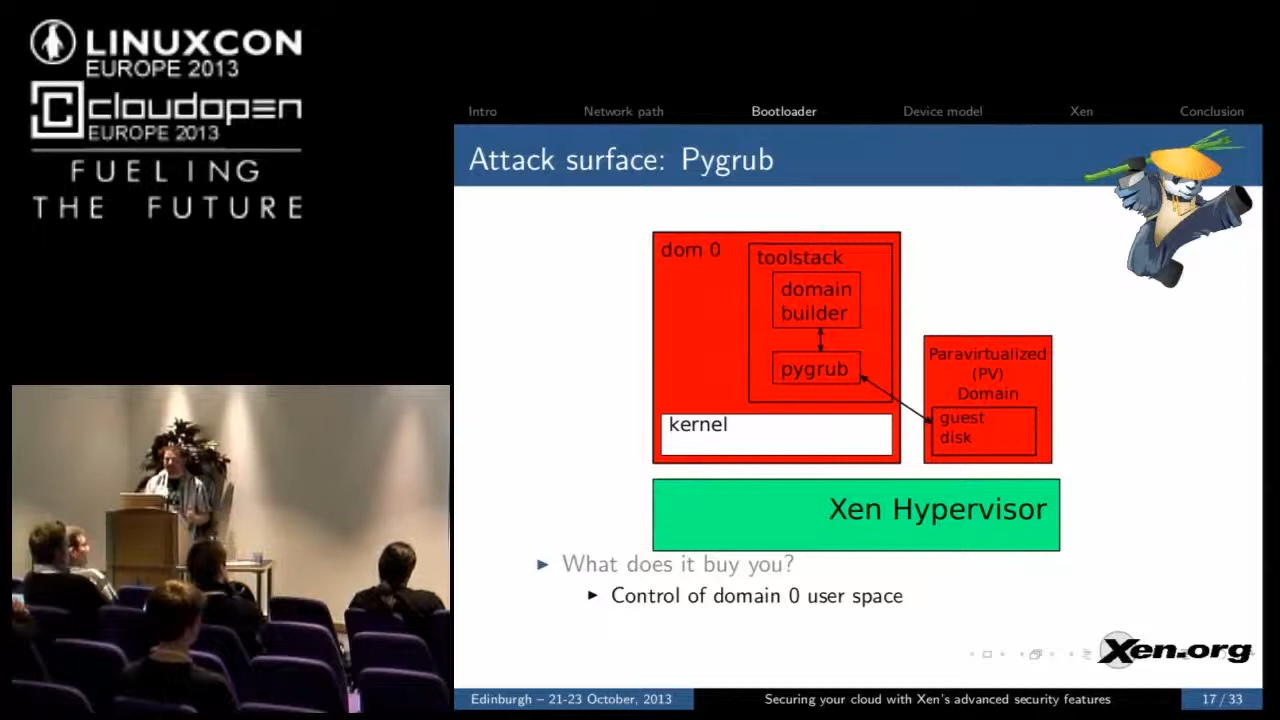 LINUXCON
EUROPE 2013
cloudopen
EUROPE 2013
FUELING
THE FUTURE
Intro Network path Bootloader Device model Xen Conclusion
Attack surface: Pygrub
dom 0
toolstack
domain
builder
pygrub
kernel
Paravirtualized
(PV)
Domain
guest
disk
Xen Hypervisor
What does it buy you?
Control of domain 0 user space
Xen.org
Edinburgh – 21-23 October, 2013 Securing your cloud with Xen's advanced security features 17 / 33